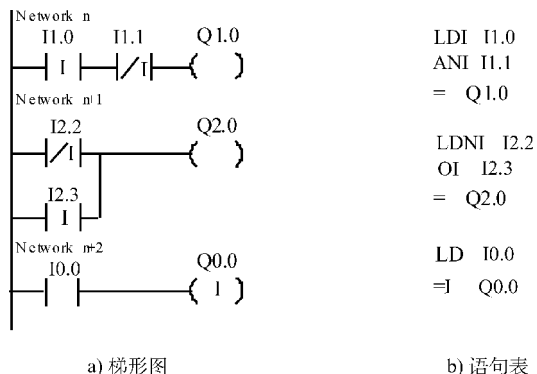 Network n
I1.0 I1.1 Q1.0
I /I ( )
Network n+1
I2.2 Q2.0
/I ( )
I2.3
I
Network n+2
I0.0 Q0.0
( I )
a) 梯形图
LDI I1.0
ANI I1.1
= Q1.0
LDNI I2.2
OI I2.3
= Q2.0
LD I0.0
=I Q0.0
b) 语句表